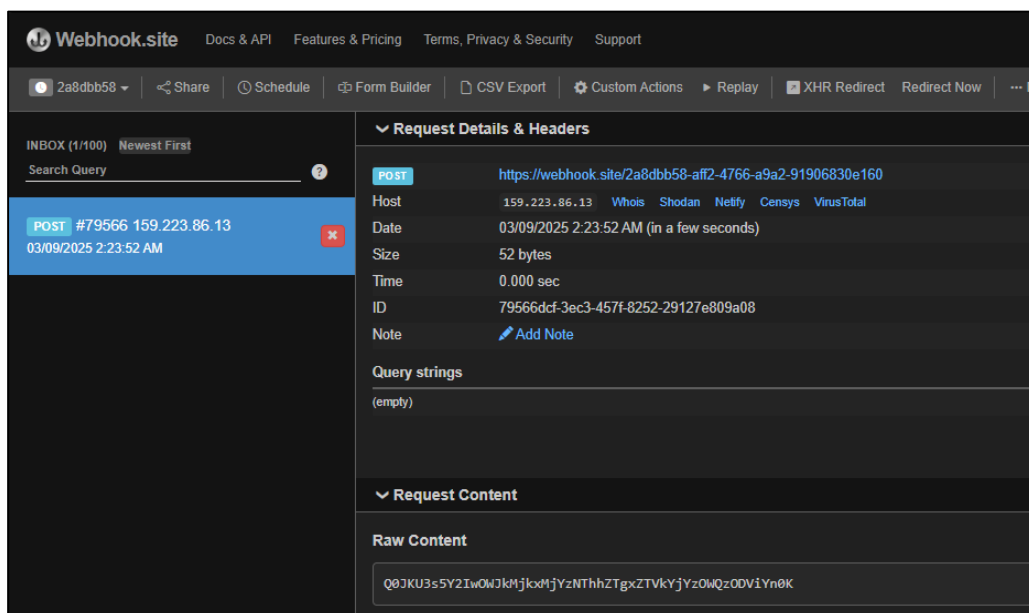 Webhook.site Docs & API Features & Pricing Terms, Privacy & Security Support
2a8dbb58 Share Schedule Form Builder CSV Export Custom Actions Replay XHR Redirect Redirect Now ...
INBOX (1/100) Newest First
Search Query ?
POST #79566 159.223.86.13
03/09/2025 2:23:52 AM
Request Details & Headers
POST https://webhook.site/2a8dbb58-aff2-4766-a9a2-91906830e160
Host 159.223.86.13 Whois Shodan Netify Censys VirusTotal
Date 03/09/2025 2:23:52 AM (in a few seconds)
Size 52 bytes
Time 0.000 sec
ID 79566dcf-3ec3-457f-8252-29127e809a08
Note Add Note
Query strings
(empty)
Request Content
Raw Content
Q0JKU3s5Y2IwOWJkMjkxMjYzNThhZTgxZTVkYjYzOWQzODViYn0K